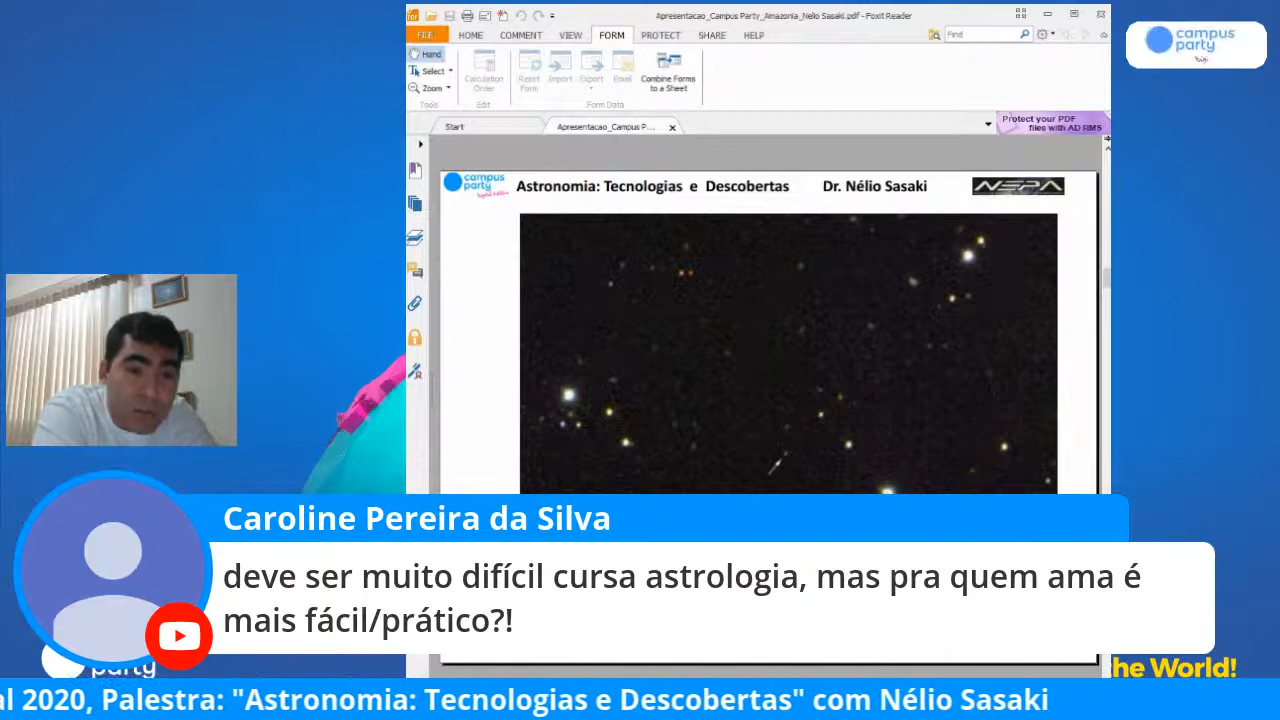 Apresentacao_Campus Party_Amazonia_Nelio Sasaki.pdf - Foxit Reader
FILE HOME COMMENT VIEW FORM PROTECT SHARE HELP
Find
Hand
Select
Zoom
Tools
Calculation Order
Edit
Reset Form
Import
Export
Email
Combine Forms to a Sheet
Form Data
Start
Apresentacao_Campus P...
Protect your PDF
files with AD RMS
campus
party
campus
party
Astronomia: Tecnologias e Descobertas Dr. Nélio Sasaki NEPA
Caroline Pereira da Silva
deve ser muito difícil cursa astrologia, mas pra quem ama é
mais fácil/prático?!
party
the World!
al 2020, Palestra: "Astronomia: Tecnologias e Descobertas" com Nélio Sasaki